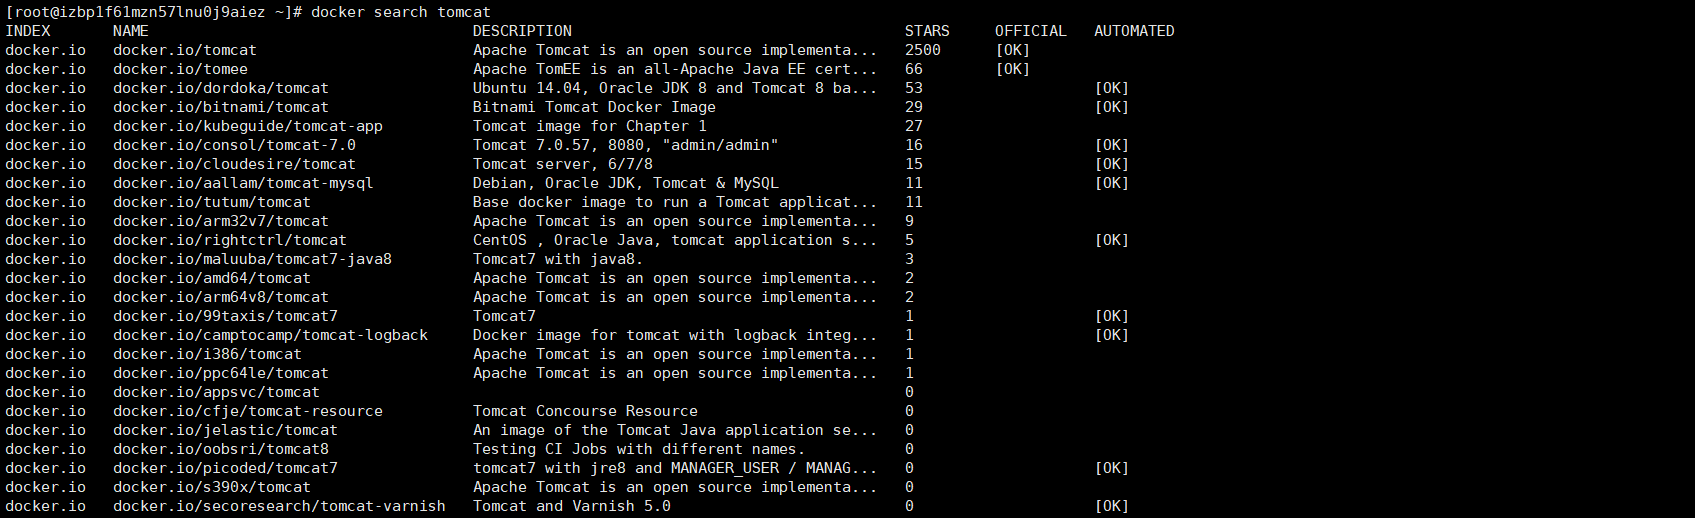 [root@izbp1f61mzn57lnu0j9aiez ~]# docker search tomcat
INDEX NAME DESCRIPTION STARS OFFICIAL AUTOMATED
docker.io docker.io/tomcat Apache Tomcat is an open source implementa... 2500 [OK]
docker.io docker.io/tomee Apache TomEE is an all-Apache Java EE cert... 66 [OK]
docker.io docker.io/dordoka/tomcat Ubuntu 14.04, Oracle JDK 8 and Tomcat 8 ba... 53 [OK]
docker.io docker.io/bitnami/tomcat Bitnami Tomcat Docker Image 29 [OK]
docker.io docker.io/kubeguide/tomcat-app Tomcat image for Chapter 1 27
docker.io docker.io/consol/tomcat-7.0 Tomcat 7.0.57, 8080, "admin/admin" 16 [OK]
docker.io docker.io/cloudesire/tomcat Tomcat server, 6/7/8 15 [OK]
docker.io docker.io/aallam/tomcat-mysql Debian, Oracle JDK, Tomcat & MySQL 11 [OK]
docker.io docker.io/tutum/tomcat Base docker image to run a Tomcat applicat... 11
docker.io docker.io/arm32v7/tomcat Apache Tomcat is an open source implementa... 9
docker.io docker.io/rightctrl/tomcat CentOS , Oracle Java, tomcat application s... 5 [OK]
docker.io docker.io/maluuba/tomcat7-java8 Tomcat7 with java8. 3
docker.io docker.io/amd64/tomcat Apache Tomcat is an open source implementa... 2
docker.io docker.io/arm64v8/tomcat Apache Tomcat is an open source implementa... 2
docker.io docker.io/99taxis/tomcat7 Tomcat7 1 [OK]
docker.io docker.io/camptocamp/tomcat-logback Docker image for tomcat with logback integ... 1 [OK]
docker.io docker.io/i386/tomcat Apache Tomcat is an open source implementa... 1
docker.io docker.io/ppc64le/tomcat Apache Tomcat is an open source implementa... 1
docker.io docker.io/appsvc/tomcat 0
docker.io docker.io/cfje/tomcat-resource Tomcat Concourse Resource 0
docker.io docker.io/jelastic/tomcat An image of the Tomcat Java application se... 0
docker.io docker.io/oobsri/tomcat8 Testing CI Jobs with different names. 0
docker.io docker.io/picoded/tomcat7 tomcat7 with jre8 and MANAGER_USER / MANAG... 0 [OK]
docker.io docker.io/s390x/tomcat Apache Tomcat is an open source implementa... 0
docker.io docker.io/secoresearch/tomcat-varnish Tomcat and Varnish 5.0 0 [OK]